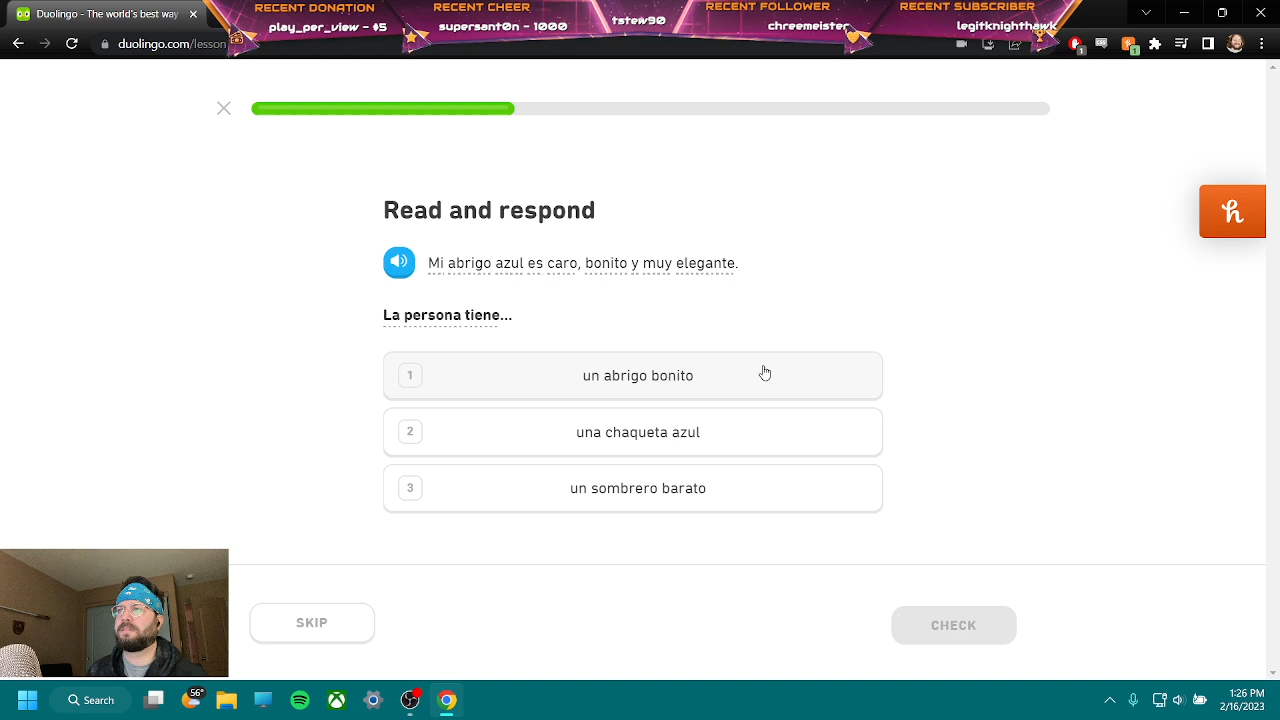 RECENT DONATION
play_per_view - $5
RECENT CHEER
supersant0n - 1000
tstew90
RECENT FOLLOWER
chreemeister
RECENT SUBSCRIBER
legitknighthawk
Duolingo - The world's best way
duolingo.com/lesson
Read and respond
Mi abrigo azul es caro, bonito y muy elegante.
La persona tiene...
1 un abrigo bonito
2 una chaqueta azul
3 un sombrero barato
SKIP
CHECK
Search
56°
1:26 PM
2/16/2023